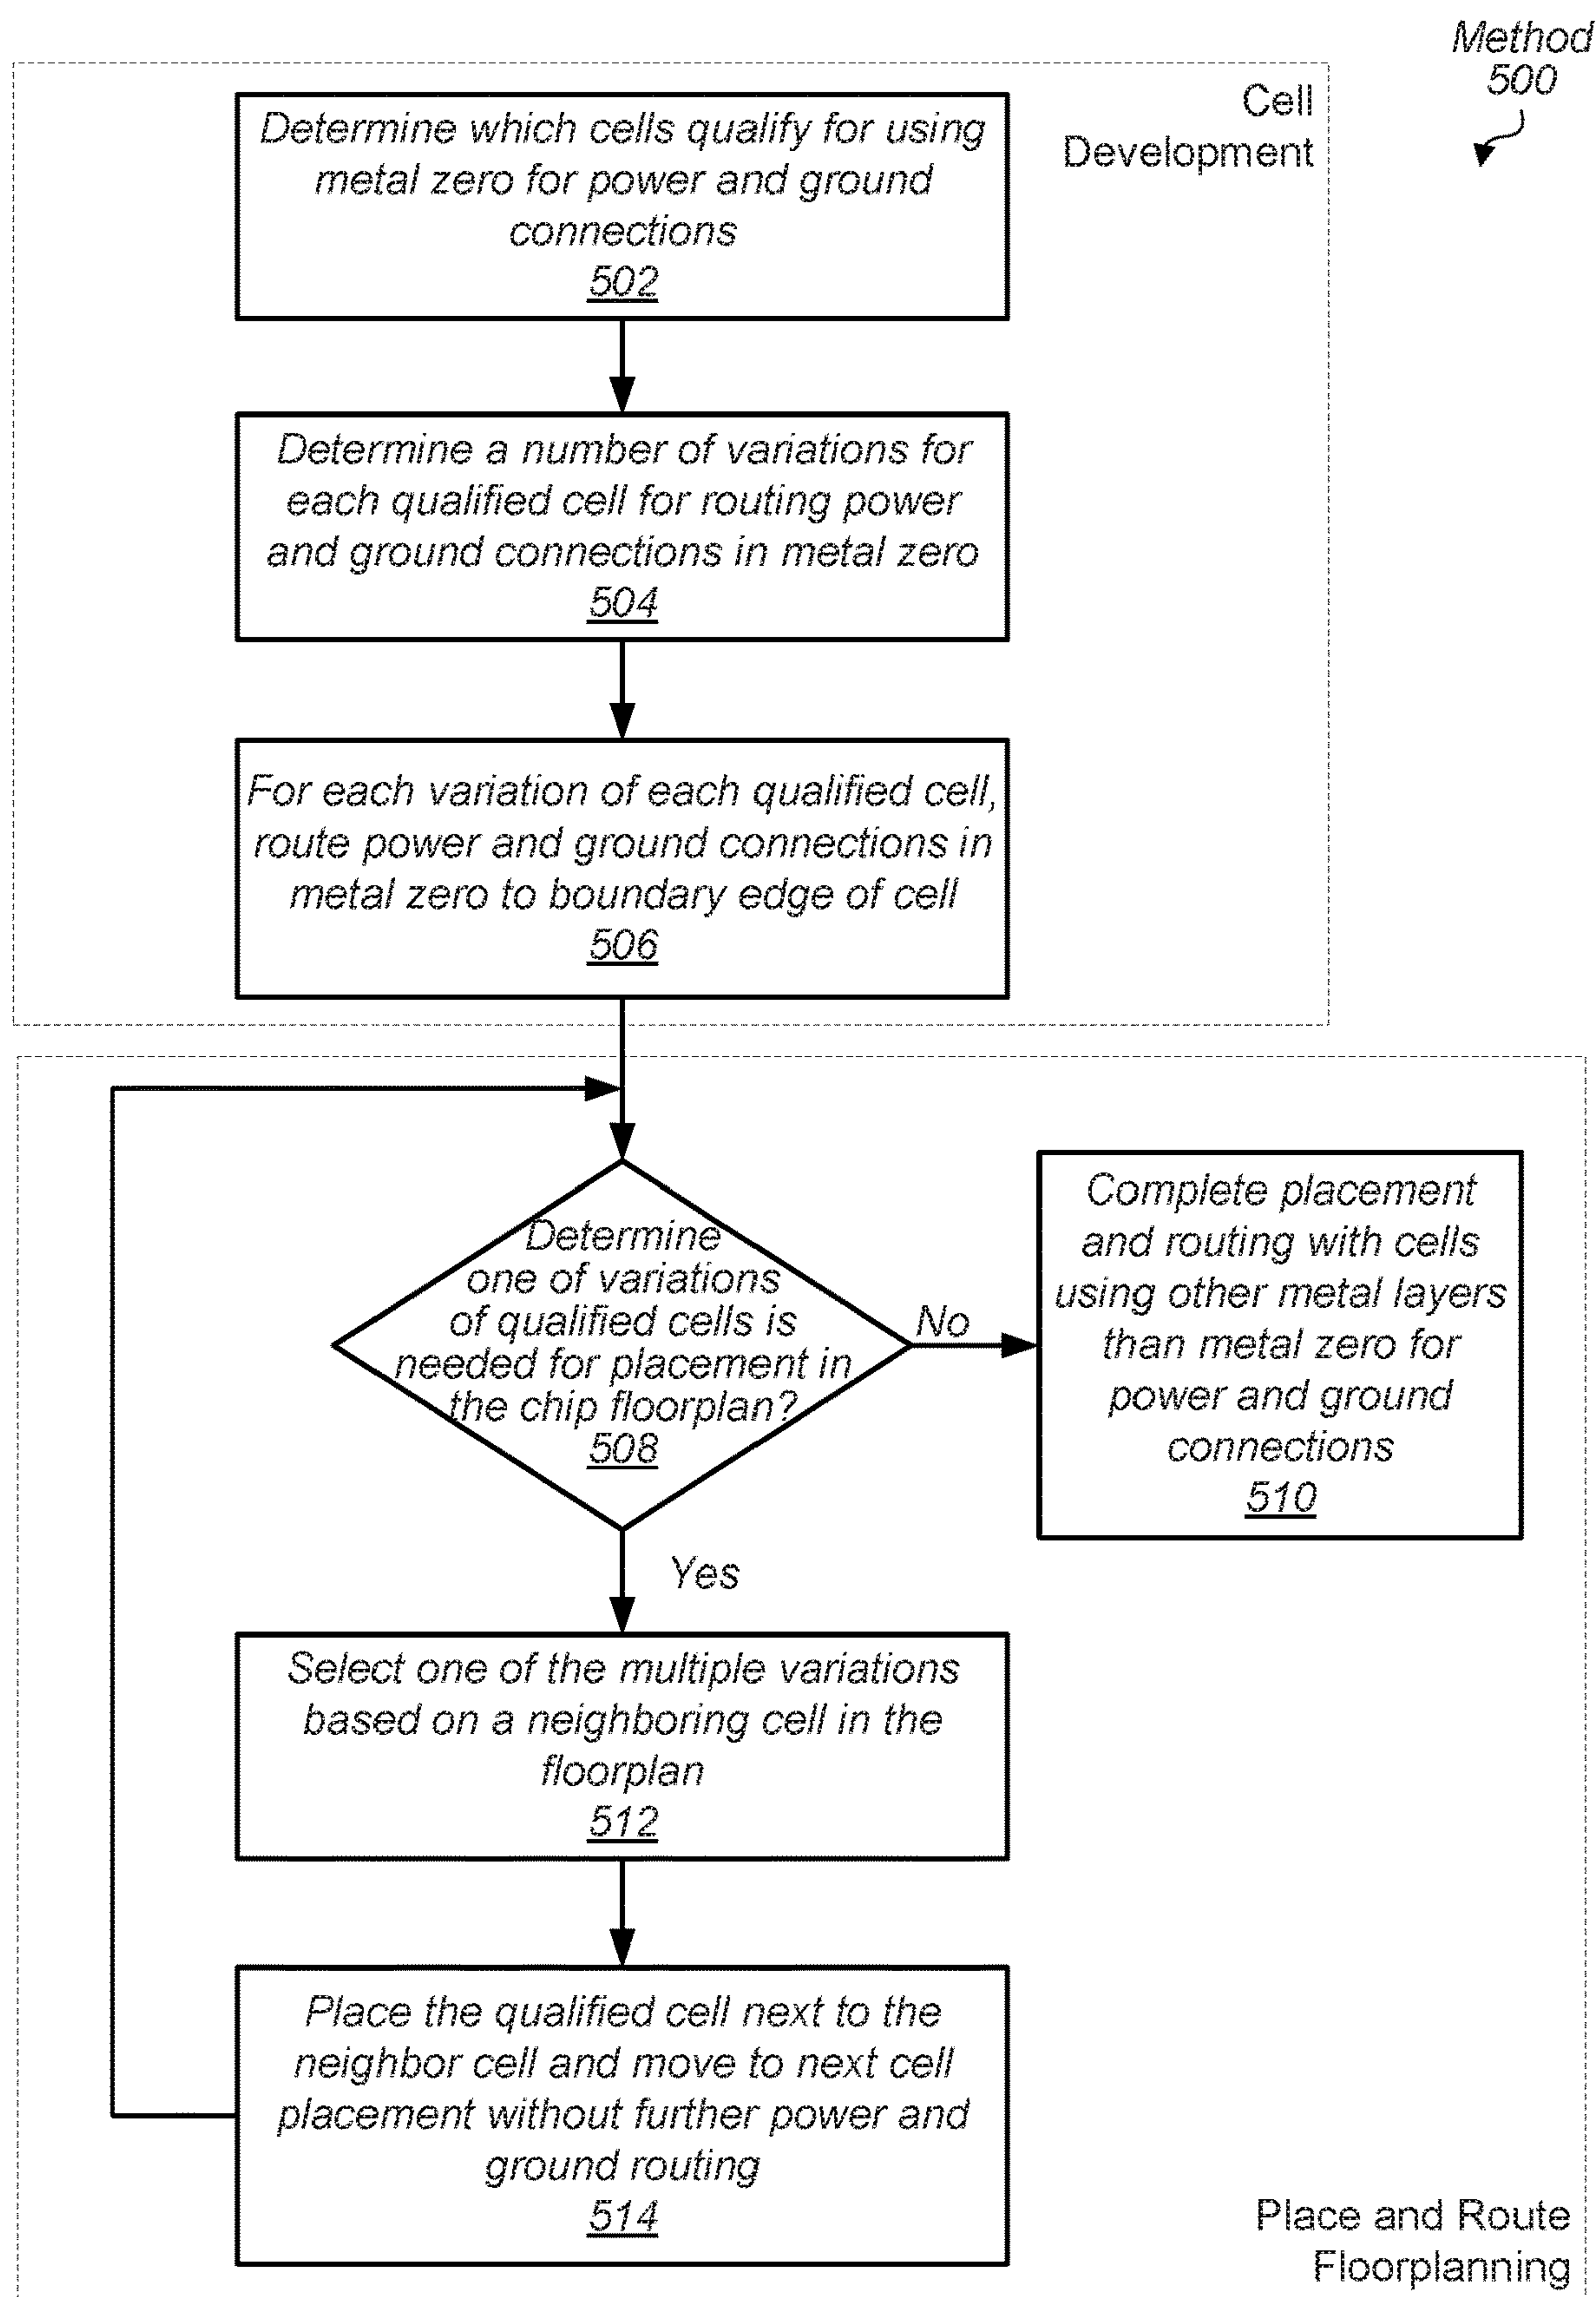 Method
500
Cell
Development
Determine which cells qualify for using
metal zero for power and ground
connections
502
Determine a number of variations for
each qualified cell for routing power
and ground connections in metal zero
504
For each variation of each qualified cell,
route power and ground connections in
metal zero to boundary edge of cell
506
Determine
one of variations
of qualified cells is
needed for placement in
the chip floorplan?
508
No
Complete placement
and routing with cells
using other metal layers
than metal zero for
power and ground
connections
510
Yes
Select one of the multiple variations
based on a neighboring cell in the
floorplan
512
Place the qualified cell next to the
neighbor cell and move to next cell
placement without further power and
ground routing
514
Place and Route
Floorplanning